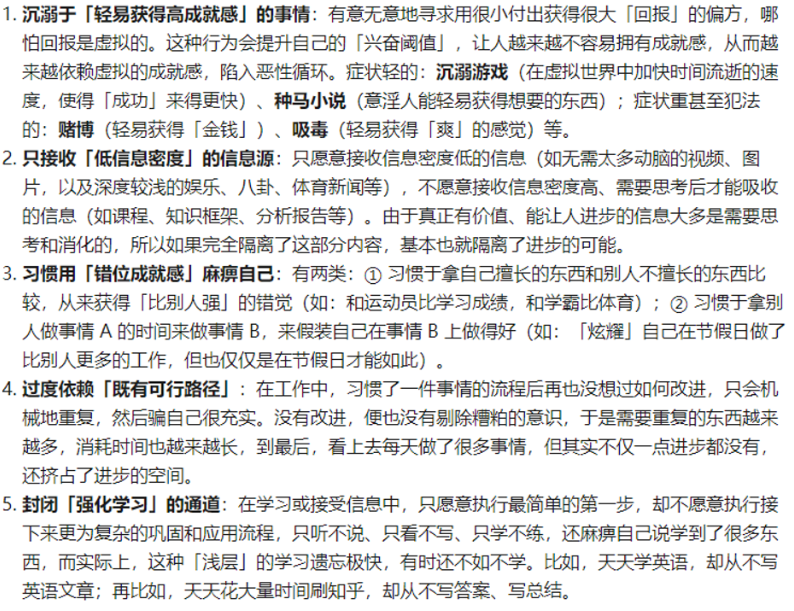 1. 沉溺于「轻易获得高成就感」的事情：有意无意地寻求用很小付出获得很大「回报」的偏方，哪
怕回报是虚拟的。这种行为会提升自己的「兴奋阈值」，让人越来越不容易拥有成就感，从而越
来越依赖虚拟的成就感，陷入恶性循环。症状轻的：沉溺游戏（在虚拟世界中加快时间流逝的速
度，使得「成功」来得更快）、种马小说（意淫人能轻易获得想要的东西）；症状重甚至犯法
的：赌博（轻易获得「金钱」）、吸毒（轻易获得「爽」的感觉）等。
2. 只接收「低信息密度」的信息源：只愿意接收信息密度低的信息（如无需太多动脑的视频、图
片，以及深度较浅的娱乐、八卦、体育新闻等），不愿意接收信息密度高、需要思考后才能吸收
的信息（如课程、知识框架、分析报告等）。由于真正有价值、能让人进步的信息大多是需要思
考和消化的，所以如果完全隔离了这部分内容，基本也就隔离了进步的可能。
3. 习惯用「错位成就感」麻痹自己：有两类：① 习惯于拿自己擅长的东西和别人不擅长的东西比
较，从来获得「比别人强」的错觉（如：和运动员比学习成绩，和学霸比体育）；② 习惯于拿别
人做事情 A 的时间来做事情 B，来假装自己在事情 B 上做得好（如：「炫耀」自己在节假日做了
比别人更多的工作，但也仅仅是在节假日才能如此）。
4. 过度依赖「既有可行路径」：在工作中，习惯了一件事情的流程后再也没想过如何改进，只会机
械地重复，然后骗自己很充实。没有改进，便也没有剔除糟粕的意识，于是需要重复的东西越来
越多，消耗时间也越来越长，到最后，看上去每天做了很多事情，但其实不仅一点进步都没有，
还挤占了进步的空间。
5. 封闭「强化学习」的通道：在学习或接受信息中，只愿意执行最简单的第一步，却不愿意执行接
下来更为复杂的巩固和应用流程，只听不说、只看不写、只学不练，还麻痹自己说学到了很多东
西，而实际上，这种「浅层」的学习遗忘极快，有时还不如不学。比如，天天学英语，却从不写
英语文章；再比如，天天花大量时间刷知乎，却从不写答案、写总结。